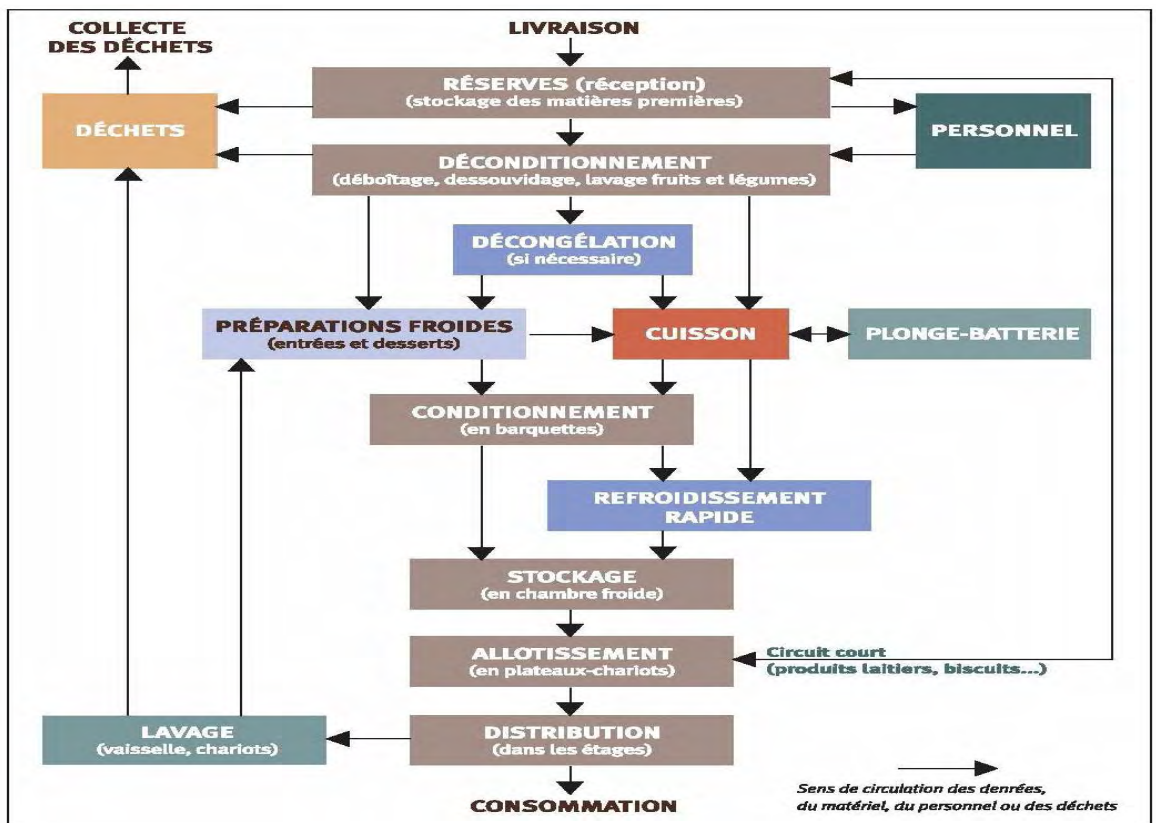 COLLECTE
DES DÉCHETS
LIVRAISON
RÉSERVES (réception)
(stockage des matières premières)
DÉCHETS
PERSONNEL
DÉCONDITIONNEMENT
(déboîtage, dessouvidage, lavage fruits et légumes)
DÉCONGÉLATION
(si nécessaire)
PRÉPARATIONS FROIDES
(entrées et desserts)
CUISSON
PLONGE-BATTERIE
CONDITIONNEMENT
(en barquettes)
REFROIDISSEMENT
RAPIDE
STOCKAGE
(en chambre froide)
ALLOTISSEMENT
(en plateaux-chariots)
Circuit court
(produits laitiers, biscuits...)
LAVAGE
(vaisselle, chariots)
DISTRIBUTION
(dans les étages)
CONSOMMATION
Sens de circulation des denrées,
du matériel, du personnel ou des déchets